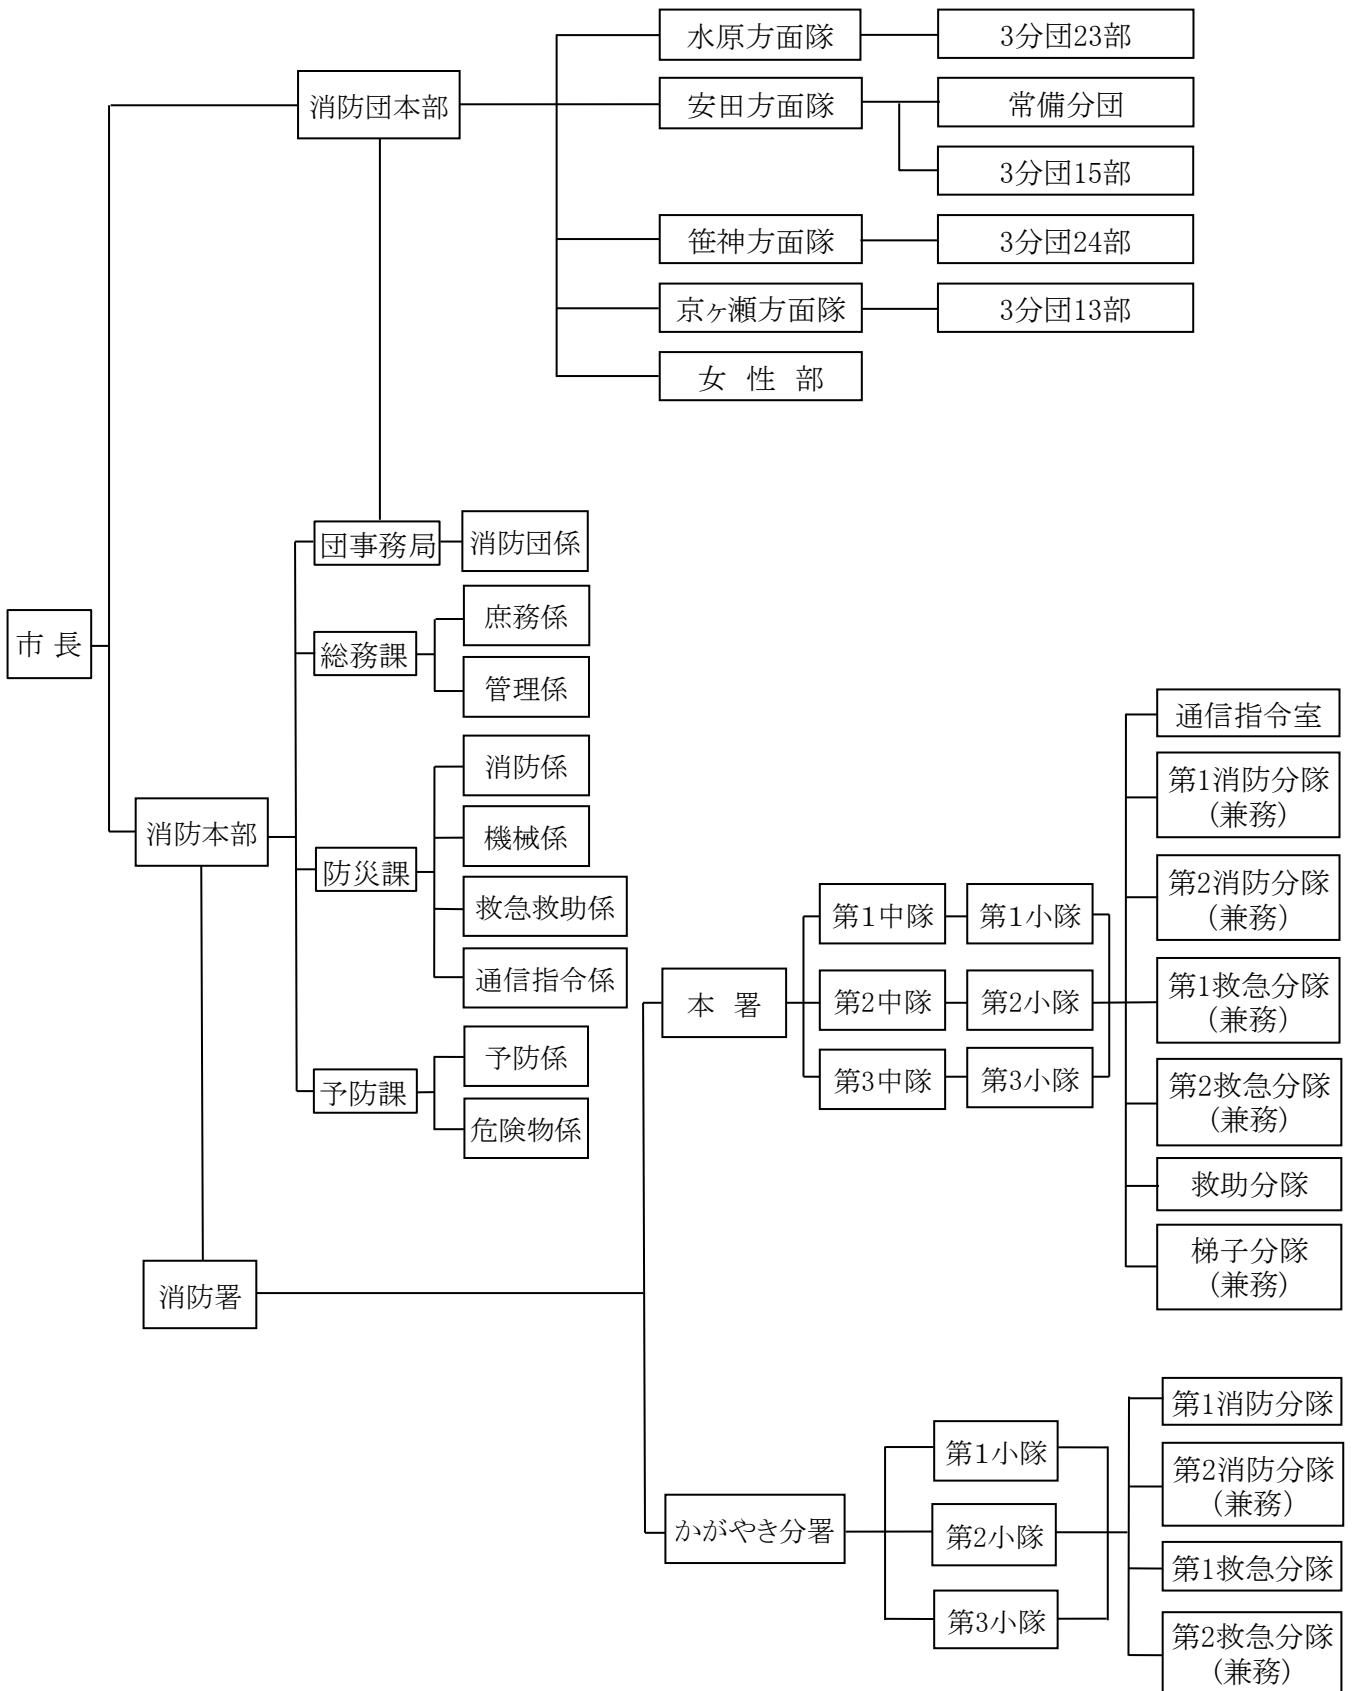 水原方面隊
3分団23部
消防団本部
安田方面隊
常備分団
3分団15部
笹神方面隊
3分団24部
京ヶ瀬方面隊
3分団13部
女 性 部
団事務局
消防団係
市 長
総務課
庶務係
管理係
消防本部
防災課
消防係
機械係
救急救助係
通信指令係
予防課
予防係
危険物係
消防署
本 署
第1中隊
第1小隊
第2中隊
第2小隊
第3中隊
第3小隊
通信指令室
第1消防分隊
(兼務)
第2消防分隊
(兼務)
第1救急分隊
(兼務)
第2救急分隊
(兼務)
救助分隊
梯子分隊
(兼務)
かがやき分署
第1小隊
第2小隊
第3小隊
第1消防分隊
第2消防分隊
(兼務)
第1救急分隊
第2救急分隊
(兼務)